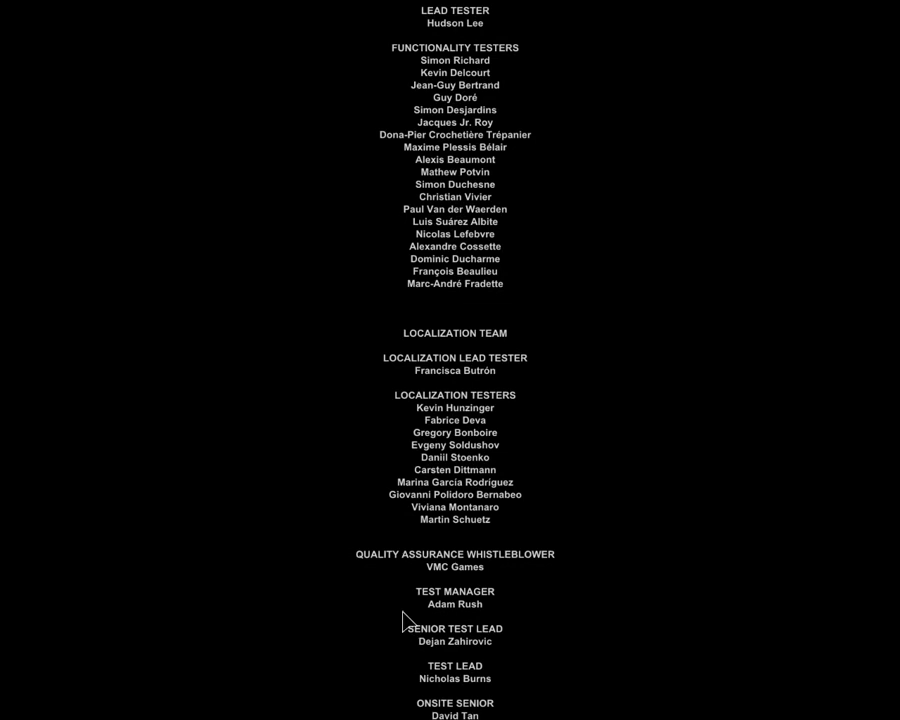 LEAD TESTER
Hudson Lee
FUNCTIONALITY TESTERS
Simon Richard
Kevin Delcourt
Jean-Guy Bertrand
Guy Doré
Simon Desjardins
Jacques Jr. Roy
Dona-Pier Crochetière Trépanier
Maxime Plessis Bélair
Alexis Beaumont
Mathew Potvin
Simon Duchesne
Christian Vivier
Paul Van der Waerden
Luis Suárez Albite
Nicolas Lefebvre
Alexandre Cossette
Dominic Ducharme
François Beaulieu
Marc-André Fradette
LOCALIZATION TEAM
LOCALIZATION LEAD TESTER
Francisca Butrón
LOCALIZATION TESTERS
Kevin Hunzinger
Fabrice Deva
Gregory Bonboire
Evgeny Soldushov
Daniil Stoenko
Carsten Dittmann
Marina García Rodríguez
Giovanni Polidoro Bernabeo
Viviana Montanaro
Martin Schuetz
QUALITY ASSURANCE WHISTLEBLOWER
VMC Games
TEST MANAGER
Adam Rush
SENIOR TEST LEAD
Dejan Zahirovic
TEST LEAD
Nicholas Burns
ONSITE SENIOR
David Tan